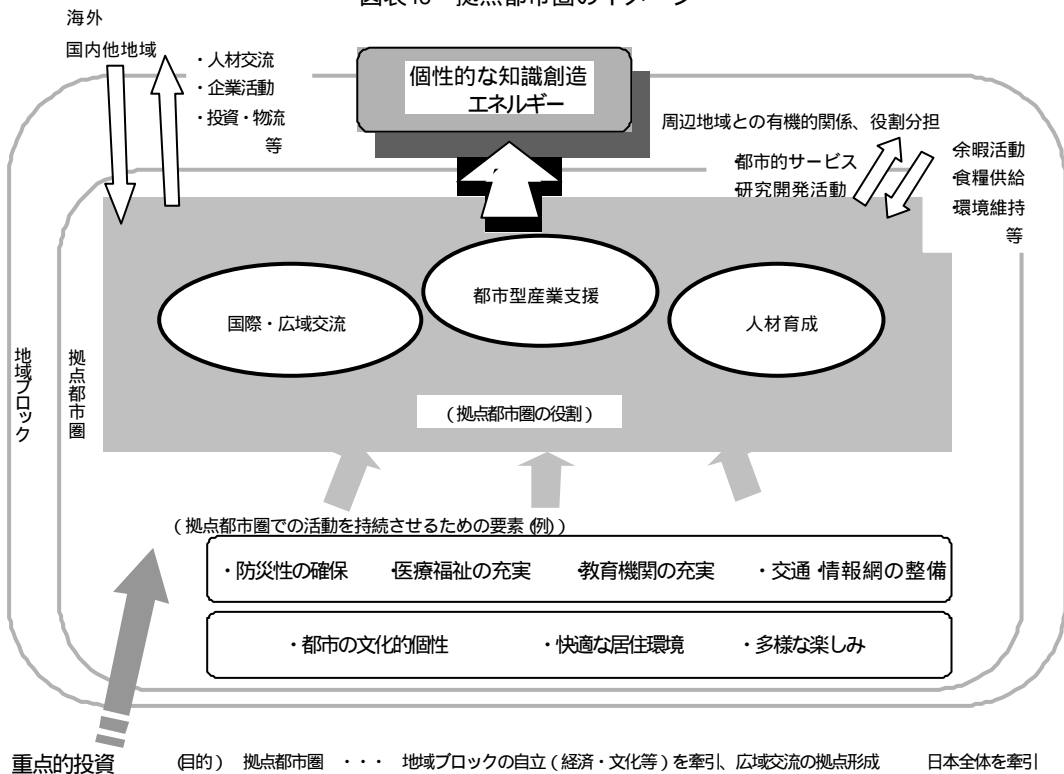 海外
国内他地域
・人材交流
・企業活動
・投資・物流
等
個性的な知識創造
エネルギー
周辺地域との有機的関係、役割分担
・都市的サービス
・研究開発活動
・余暇活動
・食糧供給
・環境維持
等
国際・広域交流
都市型産業支援
人材育成
(拠点都市圏の役割)
地域ブロック
拠点都市圏
(拠点都市圏での活動を持続させるための要素(例))
・防災性の確保 ・医療福祉の充実 ・教育機関の充実 ・交通・情報網の整備
・都市の文化的個性 ・快適な居住環境 ・多様な楽しみ
重点的投資
(目的) 拠点都市圏 ・・・ 地域ブロックの自立(経済・文化等)を牽引、広域交流の拠点形成 日本全体を牽引